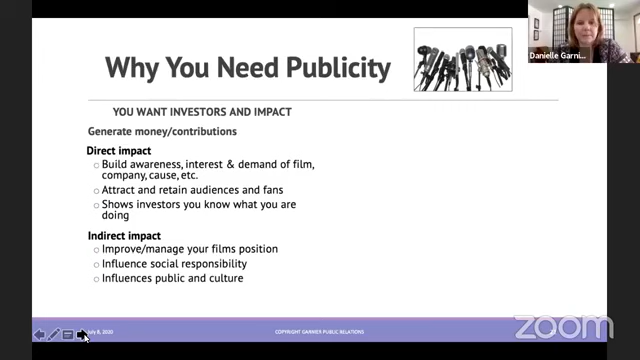 Why You Need Publicity
Danielle Garni...
YOU WANT INVESTORS AND IMPACT
Generate money/contributions
Direct impact
Build awareness, interest & demand of film,
company, cause, etc.
Attract and retain audiences and fans
Shows investors you know what you are
doing
Indirect impact
Improve/manage your films position
Influence social responsibility
Influences public and culture
July 8, 2020
COPYRIGHT GARNIER PUBLIC RELATIONS
zoom